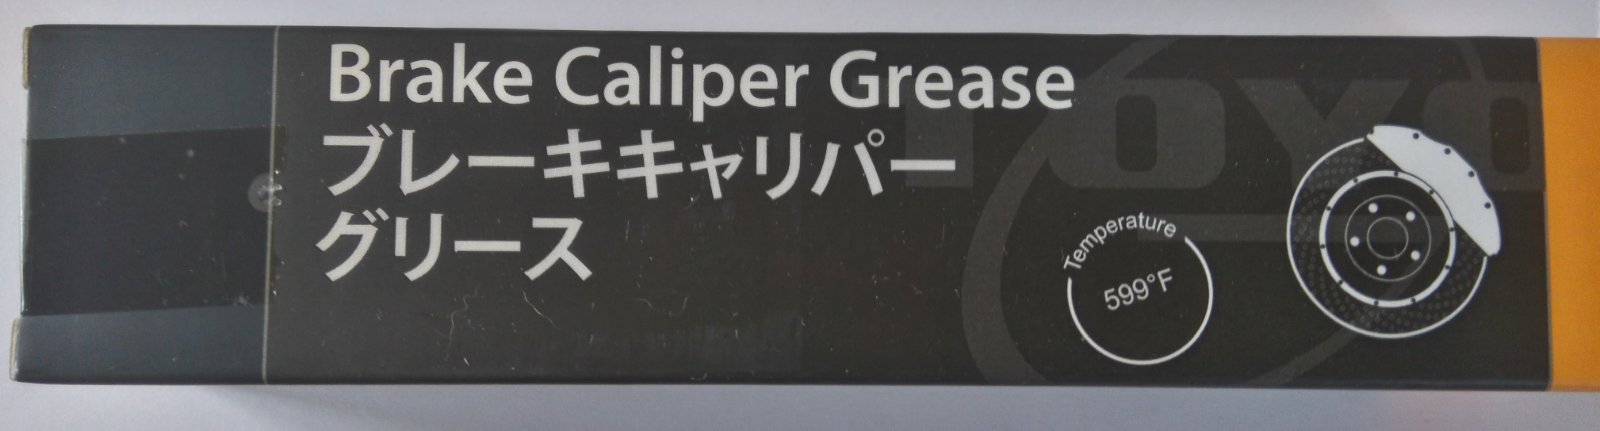 Brake Caliper Grease
ブレーキキャリパー
グリース
Temperature
599°F